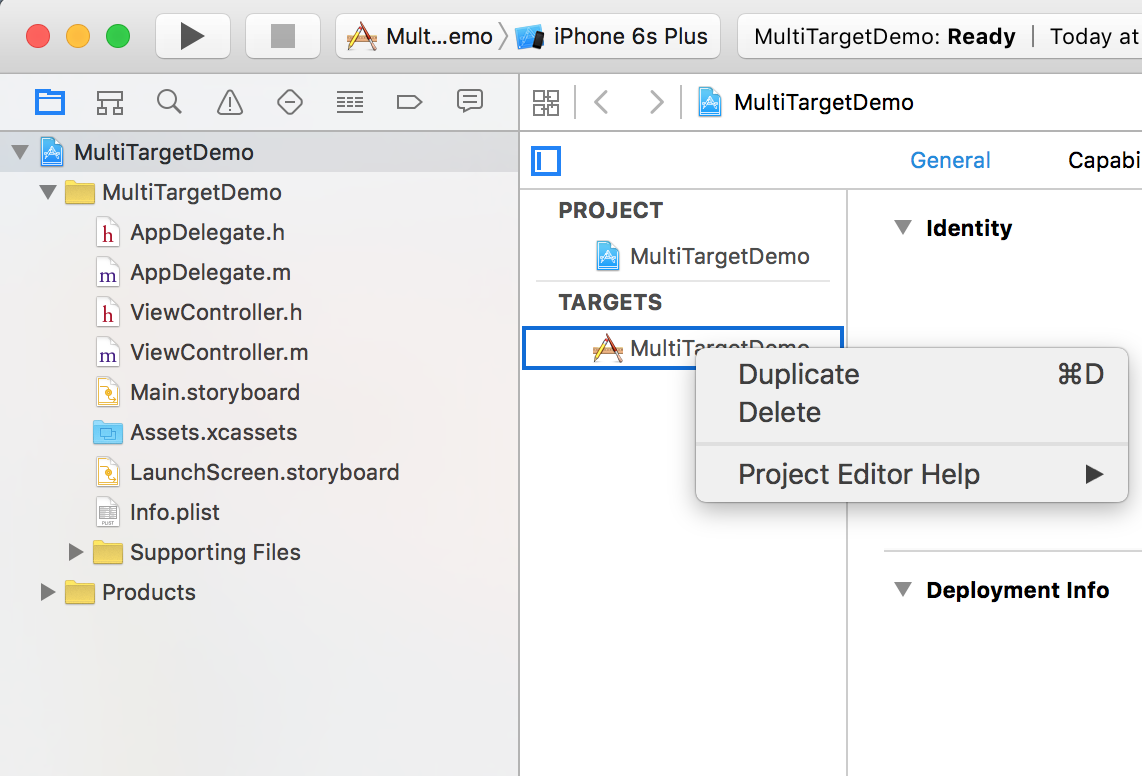 Mult...emo
iPhone 6s Plus
MultiTargetDemo: Ready
Today at
MultiTargetDemo
MultiTargetDemo
MultiTargetDemo
h AppDelegate.h
m AppDelegate.m
h ViewController.h
m ViewController.m
Main.storyboard
Assets.xcassets
LaunchScreen.storyboard
PLIST Info.plist
Supporting Files
Products
General
Capabi
PROJECT
MultiTargetDemo
TARGETS
MultiTargetDemo
Duplicate ⌘D
Delete
Project Editor Help
Identity
Deployment Info